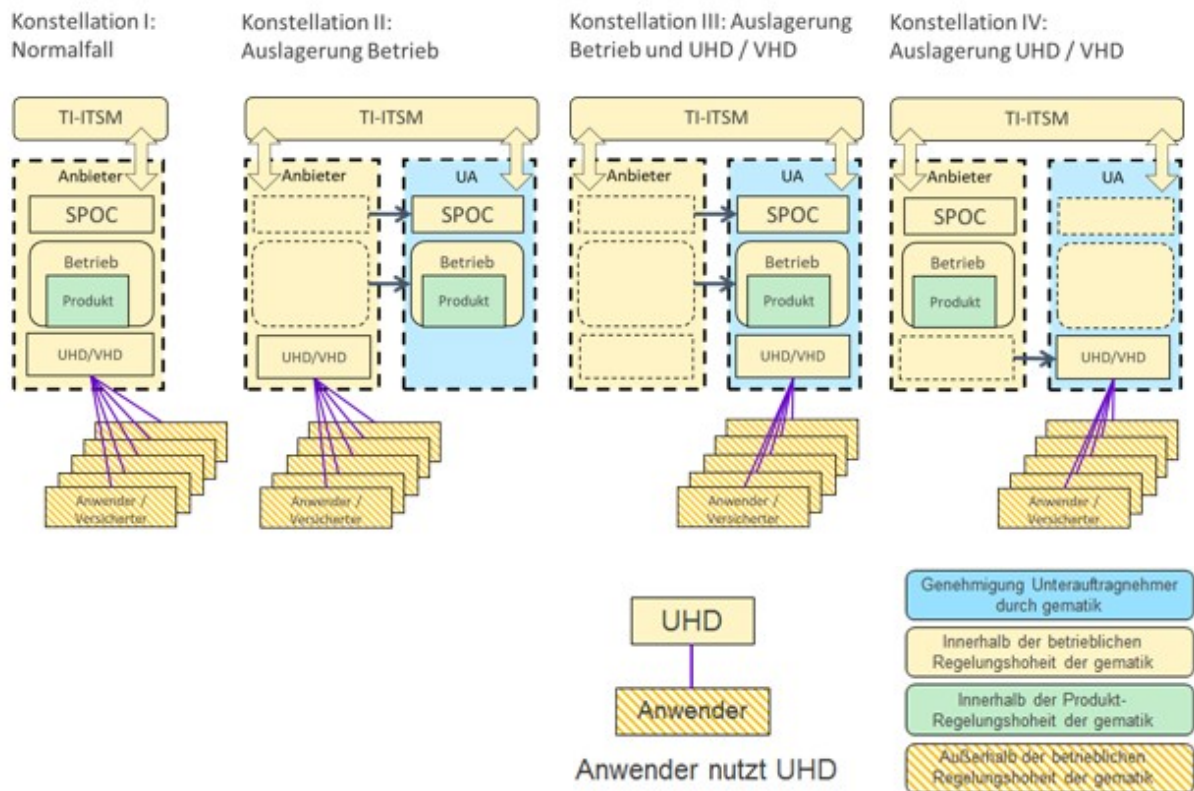 Konstellation I:
Normalfall
Konstellation II:
Auslagerung Betrieb
Konstellation III: Auslagerung
Betrieb und UHD / VHD
Konstellation IV:
Auslagerung UHD / VHD
TI-ITSM
TI-ITSM
TI-ITSM
TI-ITSM
Anbieter
Anbieter
UA
Anbieter
UA
Anbieter
UA
SPOC
SPOC
SPOC
SPOC
Betrieb
Betrieb
Betrieb
Betrieb
Produkt
Produkt
Produkt
Produkt
UHD/VHD
UHD/VHD
UHD/VHD
UHD/VHD
Anwender /
Versicherter
Anwender /
Versicherter
Anwender /
Versicherter
Anwender /
Versicherter
UHD
Anwender
Anwender nutzt UHD
Genehmigung Unterauftragnehmer
durch gematik
Innerhalb der betrieblichen
Regelungshoheit der gematik
Innerhalb der Produkt-
Regelungshoheit der gematik
Außerhalb der betrieblichen
Regelungshoheit der gematik